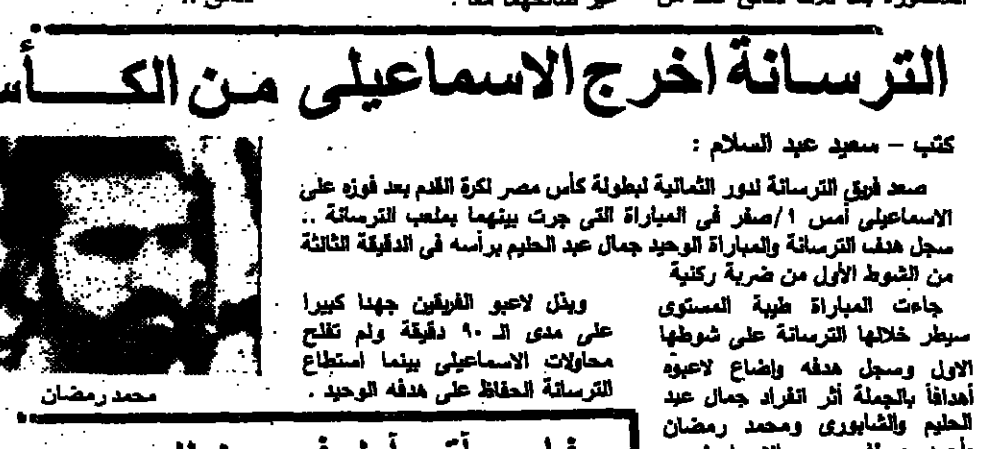 الترسانة اخرج الاسماعيلى من الكأس
كتب - سعيد عبد السلام :
صعد فريق الترسانة لدور الثمانية لبطولة كأس مصر لكرة القدم بعد فوزه على
الاسماعيلى أمس ١/صفر فى المباراة التى جرت بينهما بملعب الترسانة ..
سجل هدف الترسانة والمباراة الوحيد جمال عبد الحليم برأسه فى الدقيقة الثالثة
من الشوط الأول من ضربة ركنية
جاءت المباراة طيبة المستوى
سيطر خلالها الترسانة على شوطها
الاول وسجل هدفه وإضاع لاعبوه
أهدافاً بالجملة أثر انفراد جمال عبد
الحليم والشابورى ومحمد رمضان
وبذل لاعبو الفريقين جهدا كبيرا
على مدى الـ ٩٠ دقيقة ولم تفلح
محاولات الاسماعيلى بينما استطاع
الترسانة الحفاظ على هدفه الوحيد .
محمد رمضان